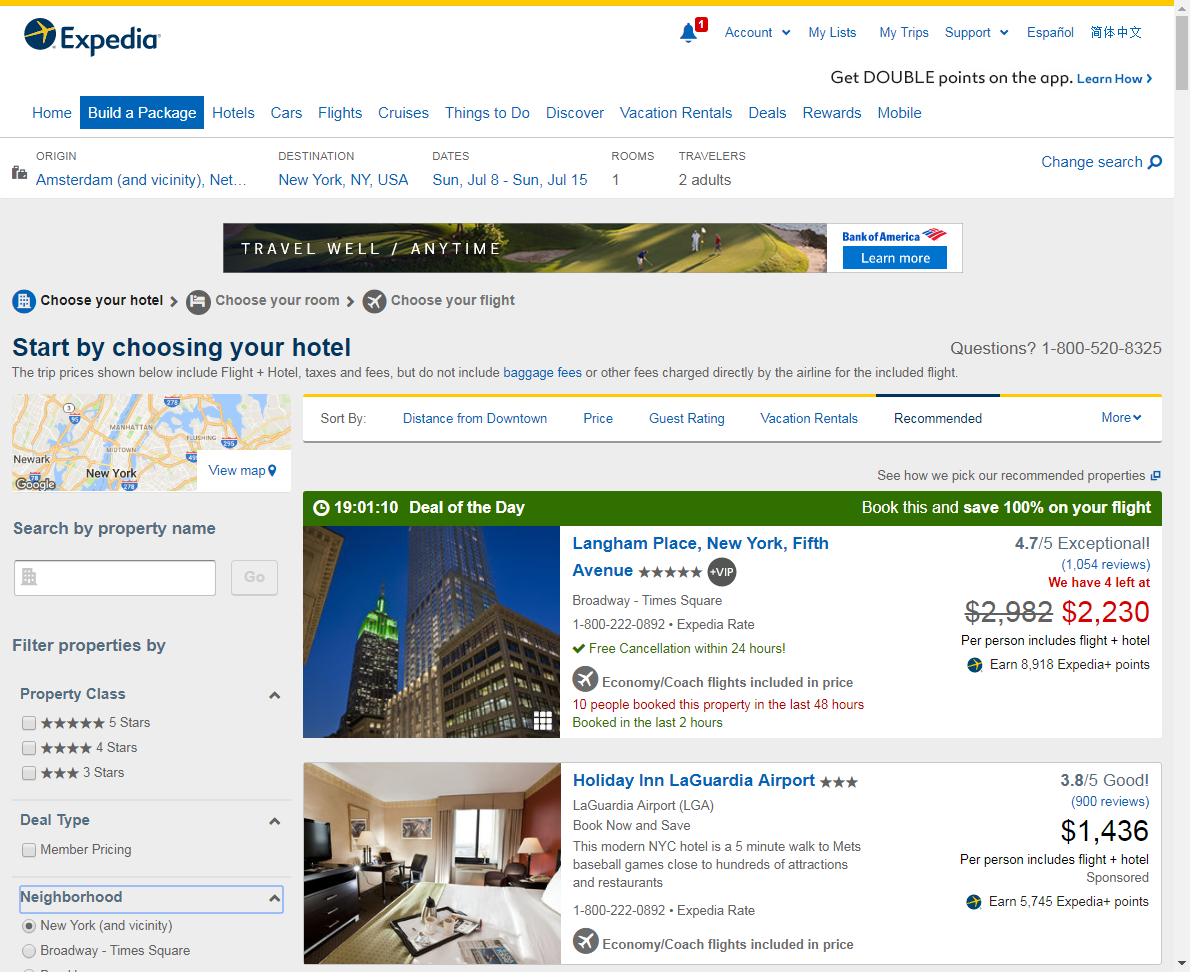 Expedia
1
Account
My Lists
My Trips
Support
Español
简体中文
Get DOUBLE points on the app. Learn How
Home
Build a Package
Hotels
Cars
Flights
Cruises
Things to Do
Discover
Vacation Rentals
Deals
Rewards
Mobile
ORIGIN
Amsterdam (and vicinity), Net...
DESTINATION
New York, NY, USA
DATES
Sun, Jul 8 - Sun, Jul 15
ROOMS
1
TRAVELERS
2 adults
Change search
TRAVEL WELL / ANYTIME
Bank of America
Learn more
Choose your hotel
Choose your room
Choose your flight
Start by choosing your hotel
Questions? 1-800-520-8325
The trip prices shown below include Flight + Hotel, taxes and fees, but do not include baggage fees or other fees charged directly by the airline for the included flight.
3
278
95
MANHATTAN
FLUSHING
295
MIDTOWN
Newark
New York
78
278
Google
View map
Sort By:
Distance from Downtown
Price
Guest Rating
Vacation Rentals
Recommended
More
See how we pick our recommended properties
Search by property name
Go
Filter properties by
Property Class
5 Stars
4 Stars
3 Stars
Deal Type
Member Pricing
Neighborhood
New York (and vicinity)
Broadway - Times Square
19:01:10 Deal of the Day
Book this and save 100% on your flight
Langham Place, New York, Fifth
Avenue
+VIP
Broadway - Times Square
1-800-222-0892 • Expedia Rate
Free Cancellation within 24 hours!
Economy/Coach flights included in price
10 people booked this property in the last 48 hours
Booked in the last 2 hours
4.7/5 Exceptional!
(1,054 reviews)
We have 4 left at
$2,982 $2,230
Per person includes flight + hotel
Earn 8,918 Expedia+ points
Holiday Inn LaGuardia Airport
LaGuardia Airport (LGA)
Book Now and Save
This modern NYC hotel is a 5 minute walk to Mets
baseball games close to hundreds of attractions
and restaurants
1-800-222-0892 • Expedia Rate
Economy/Coach flights included in price
3.8/5 Good!
(900 reviews)
$1,436
Per person includes flight + hotel
Sponsored
Earn 5,745 Expedia+ points